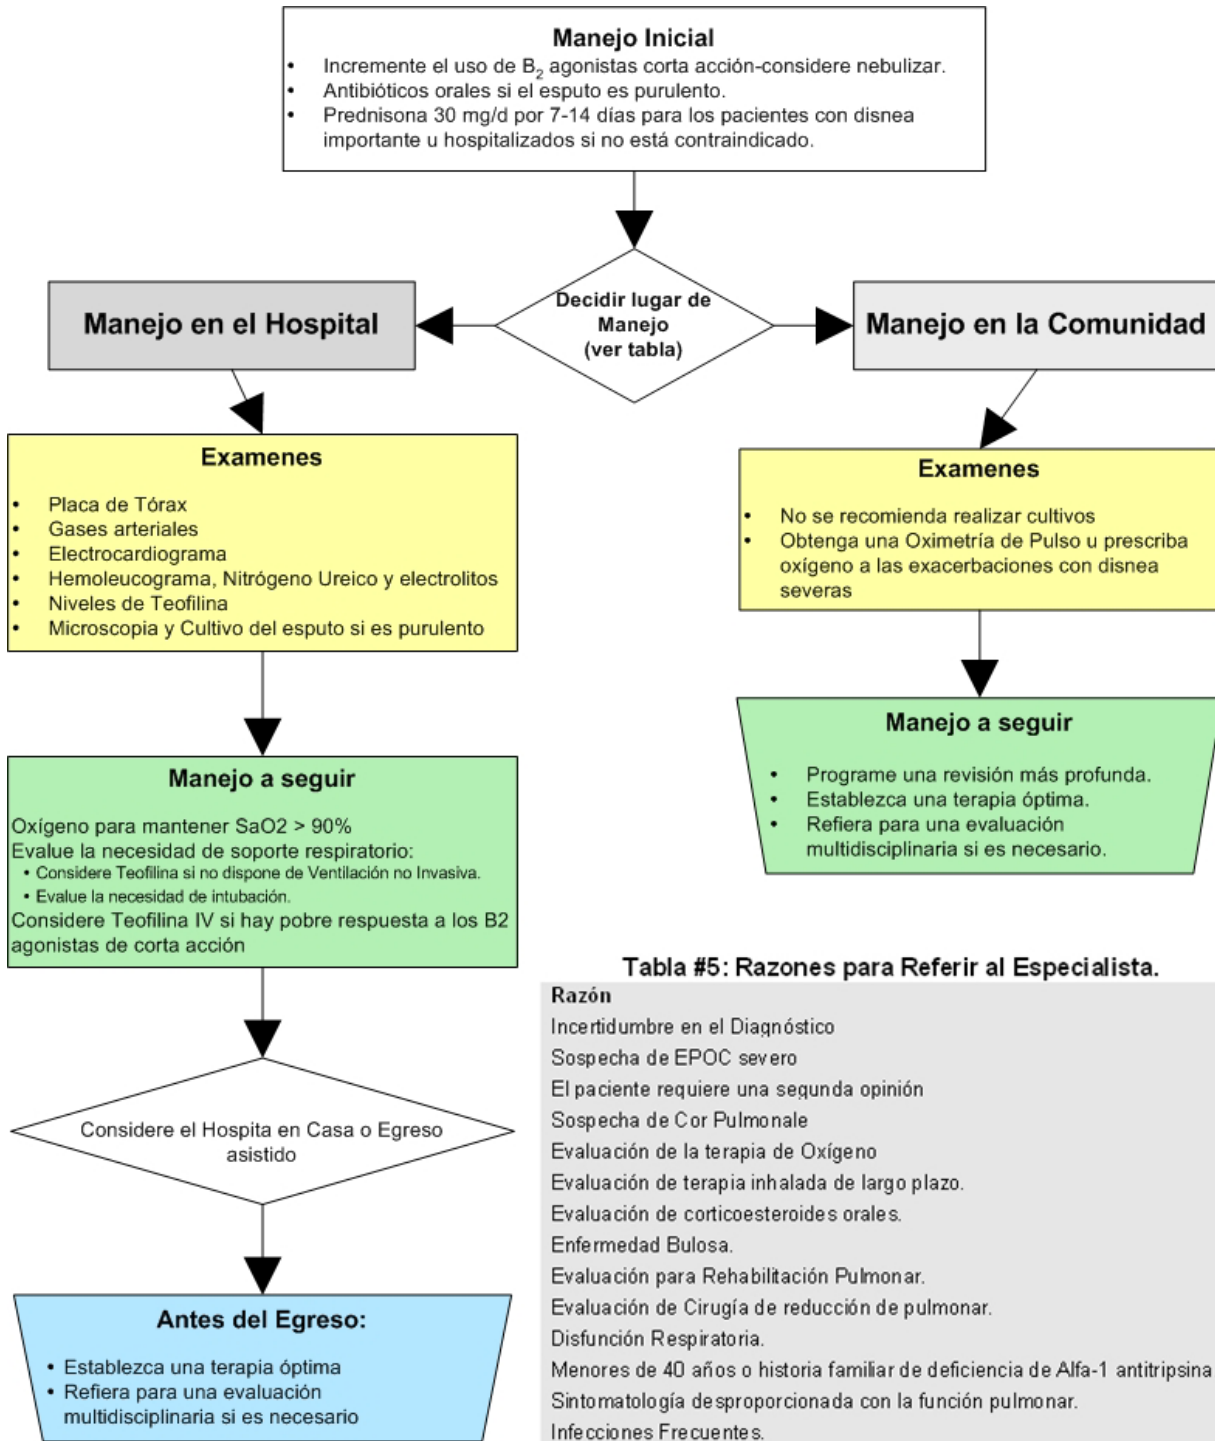 Manejo Inicial
• Incremente el uso de B2 agonistas corta acción-considere nebulizar.
• Antibióticos orales si el esputo es purulento.
• Prednisona 30 mg/d por 7-14 días para los pacientes con disnea
importante u hospitalizados si no está contraindicado.
Decidir lugar de
Manejo
(ver tabla)
Manejo en el Hospital
Manejo en la Comunidad
Examenes
• Placa de Tórax
• Gases arteriales
• Electrocardiograma
• Hemoleucograma, Nitrógeno Ureico y electrolitos
• Niveles de Teofilina
• Microscopia y Cultivo del esputo si es purulento
Examenes
• No se recomienda realizar cultivos
• Obtenga una Oximetría de Pulso u prescriba
oxígeno a las exacerbaciones con disnea
severas
Manejo a seguir
Oxígeno para mantener SaO2 > 90%
Evalue la necesidad de soporte respiratorio:
• Considere Teofilina si no dispone de Ventilación no Invasiva.
• Evalue la necesidad de intubación.
Considere Teofilina IV si hay pobre respuesta a los B2
agonistas de corta acción
Manejo a seguir
• Programe una revisión más profunda.
• Establezca una terapia óptima.
• Refiera para una evaluación
multidisciplinaria si es necesario.
Considere el Hospita en Casa o Egreso
asistido
Antes del Egreso:
• Establezca una terapia óptima
• Refiera para una evaluación
multidisciplinaria si es necesario
Tabla #5: Razones para Referir al Especialista.
Razón
Incertidumbre en el Diagnóstico
Sospecha de EPOC severo
El paciente requiere una segunda opinión
Sospecha de Cor Pulmonale
Evaluación de la terapia de Oxígeno
Evaluación de terapia inhalada de largo plazo.
Evaluación de corticoesteroides orales.
Enfermedad Bulosa.
Evaluación para Rehabilitación Pulmonar.
Evaluación de Cirugía de reducción de pulmonar.
Disfunción Respiratoria.
Menores de 40 años o historia familiar de deficiencia de Alfa-1 antitripsina
Sintomatología desproporcionada con la función pulmonar.
Infecciones Frecuentes.